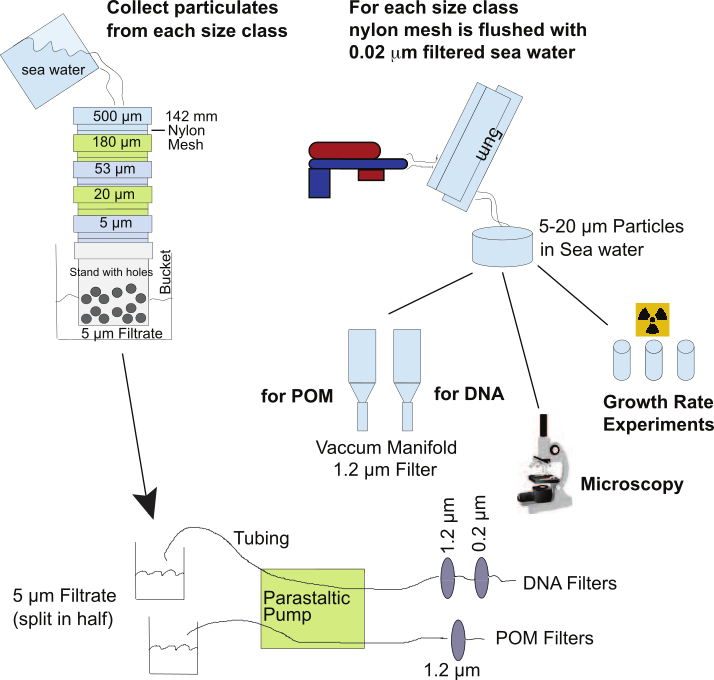 Collect particulates
from each size class
sea water
500 µm
180 µm
53 µm
20 µm
5 µm
142 mm
Nylon
Mesh
Stand with holes
Bucket
5 µm Filtrate
For each size class
nylon mesh is flushed with
0.02 µm filtered sea water
5um
5-20 µm Particles
in Sea water
for POM
for DNA
Vaccum Manifold
1.2 µm Filter
Growth Rate
Experiments
Microscopy
5 µm Filtrate
(split in half)
Tubing
Parastaltic
Pump
1.2 µm
0.2 µm
DNA Filters
POM Filters
1.2 µm